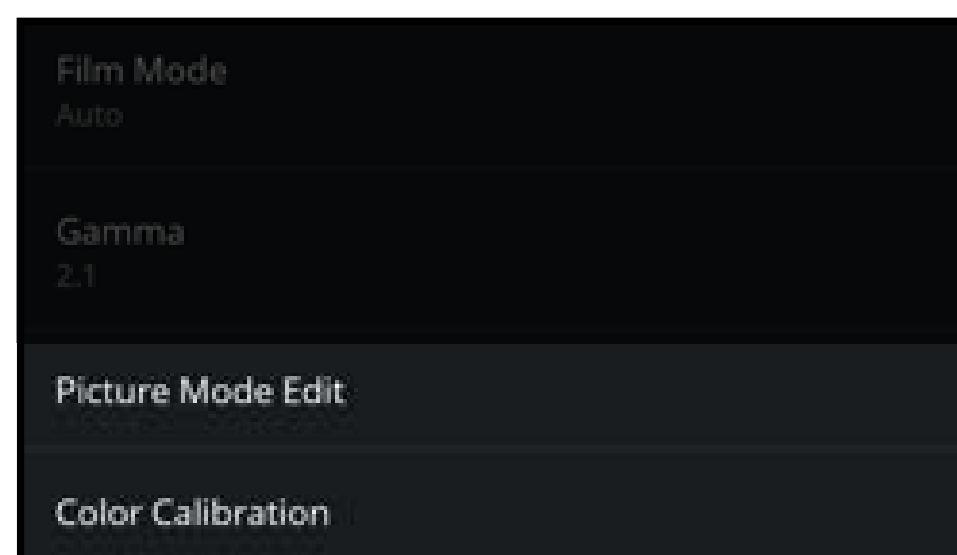 Film Mode
Auto
Gamma
2.1
Picture Mode Edit
Color Calibration